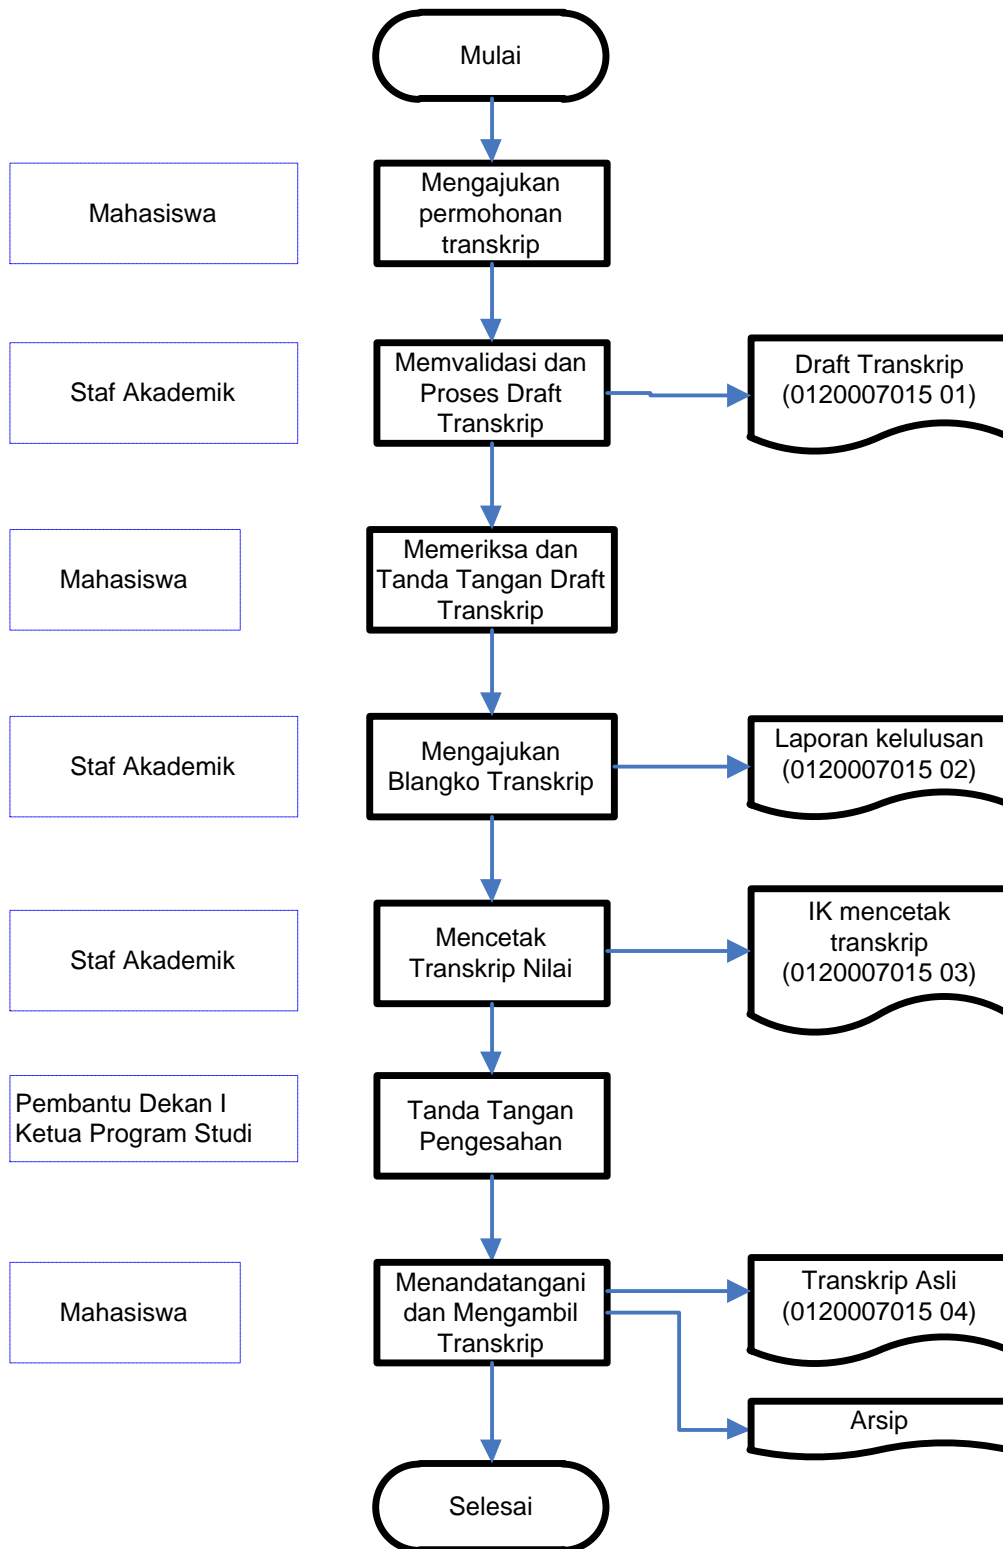 Mulai
Mahasiswa
Mengajukan
permohonan
transkrip
Staf Akademik
Memvalidasi dan
Proses Draft
Transkrip
Draft Transkrip
(0120007015 01)
Mahasiswa
Memeriksa dan
Tanda Tangan Draft
Transkrip
Staf Akademik
Mengajukan
Blangko Transkrip
Laporan kelulusan
(0120007015 02)
Staf Akademik
Mencetak
Transkrip Nilai
IK mencetak
transkrip
(0120007015 03)
Pembantu Dekan I
Ketua Program Studi
Tanda Tangan
Pengesahan
Mahasiswa
Menandatangani
dan Mengambil
Transkrip
Transkrip Asli
(0120007015 04)
Arsip
Selesai